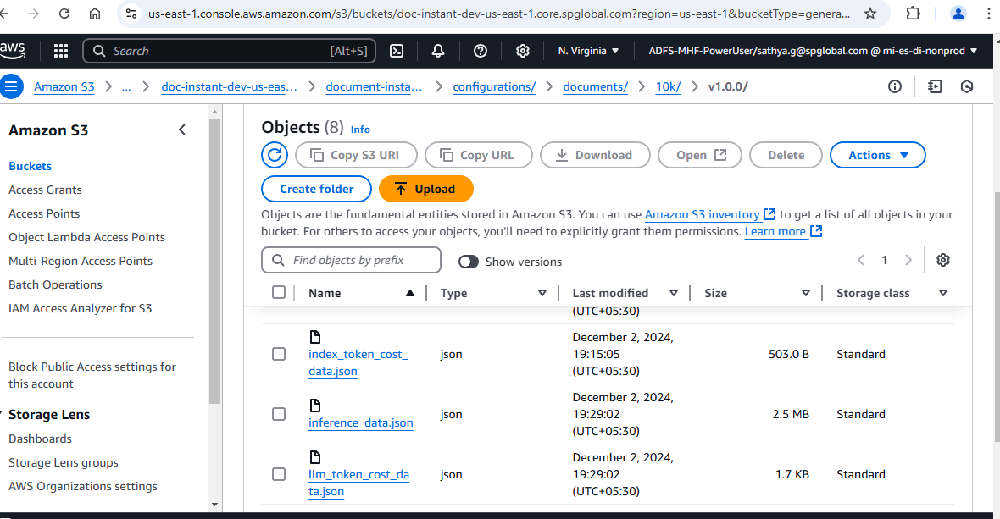 us-east-1.console.aws.amazon.com/s3/buckets/doc-instant-dev-us-east-1.core.spglobal.com?region=us-east-1&bucketType=genera...
aws
Search [Alt+S]
N. Virginia
ADFS-MHF-PowerUser/sathya.g@spglobal.com @ mi-es-di-nonprod
Amazon S3 > ... > doc-instant-dev-us-eas... > document-insta... > configurations/ > documents/ > 10k/ > v1.0.0/
Amazon S3
Buckets
Access Grants
Access Points
Object Lambda Access Points
Multi-Region Access Points
Batch Operations
IAM Access Analyzer for S3
Block Public Access settings for
this account
Storage Lens
Dashboards
Storage Lens groups
AWS Organizations settings
Objects (8) Info
Copy S3 URI
Copy URL
Download
Open
Delete
Actions
Create folder
Upload
Objects are the fundamental entities stored in Amazon S3. You can use Amazon S3 inventory to get a list of all objects in your
bucket. For others to access your objects, you'll need to explicitly grant them permissions. Learn more
Find objects by prefix
Show versions
1
Name Type Last modified Size Storage class
(UTC+05:30)
index_token_cost_
data.json
json
December 2, 2024,
19:15:05
(UTC+05:30)
503.0 B
Standard
inference_data.json
json
December 2, 2024,
19:29:02
(UTC+05:30)
2.5 MB
Standard
llm_token_cost_da
ta.json
json
December 2, 2024,
19:29:02
(UTC+05:30)
1.7 KB
Standard